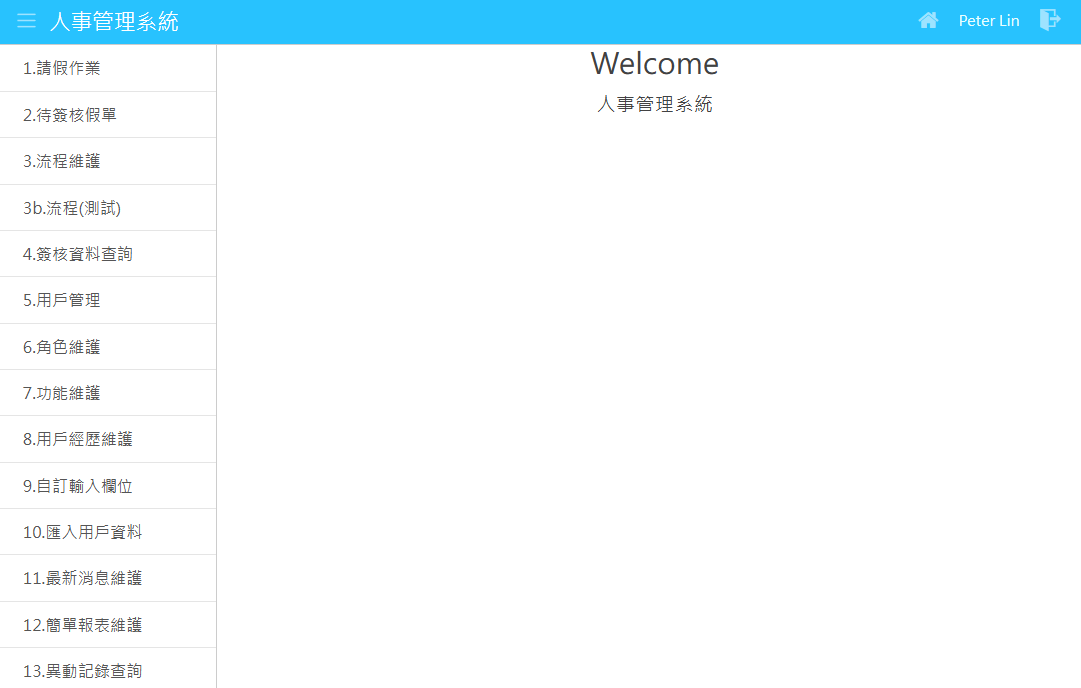 人事管理系統
Peter Lin
1.請假作業
2.待簽核假單
3.流程維護
3b.流程(測試)
4.簽核資料查詢
5.用戶管理
6.角色維護
7.功能維護
8.用戶經歷維護
9.自訂輸入欄位
10.匯入用戶資料
11.最新消息維護
12.簡單報表維護
13.異動記錄查詢
Welcome
人事管理系統